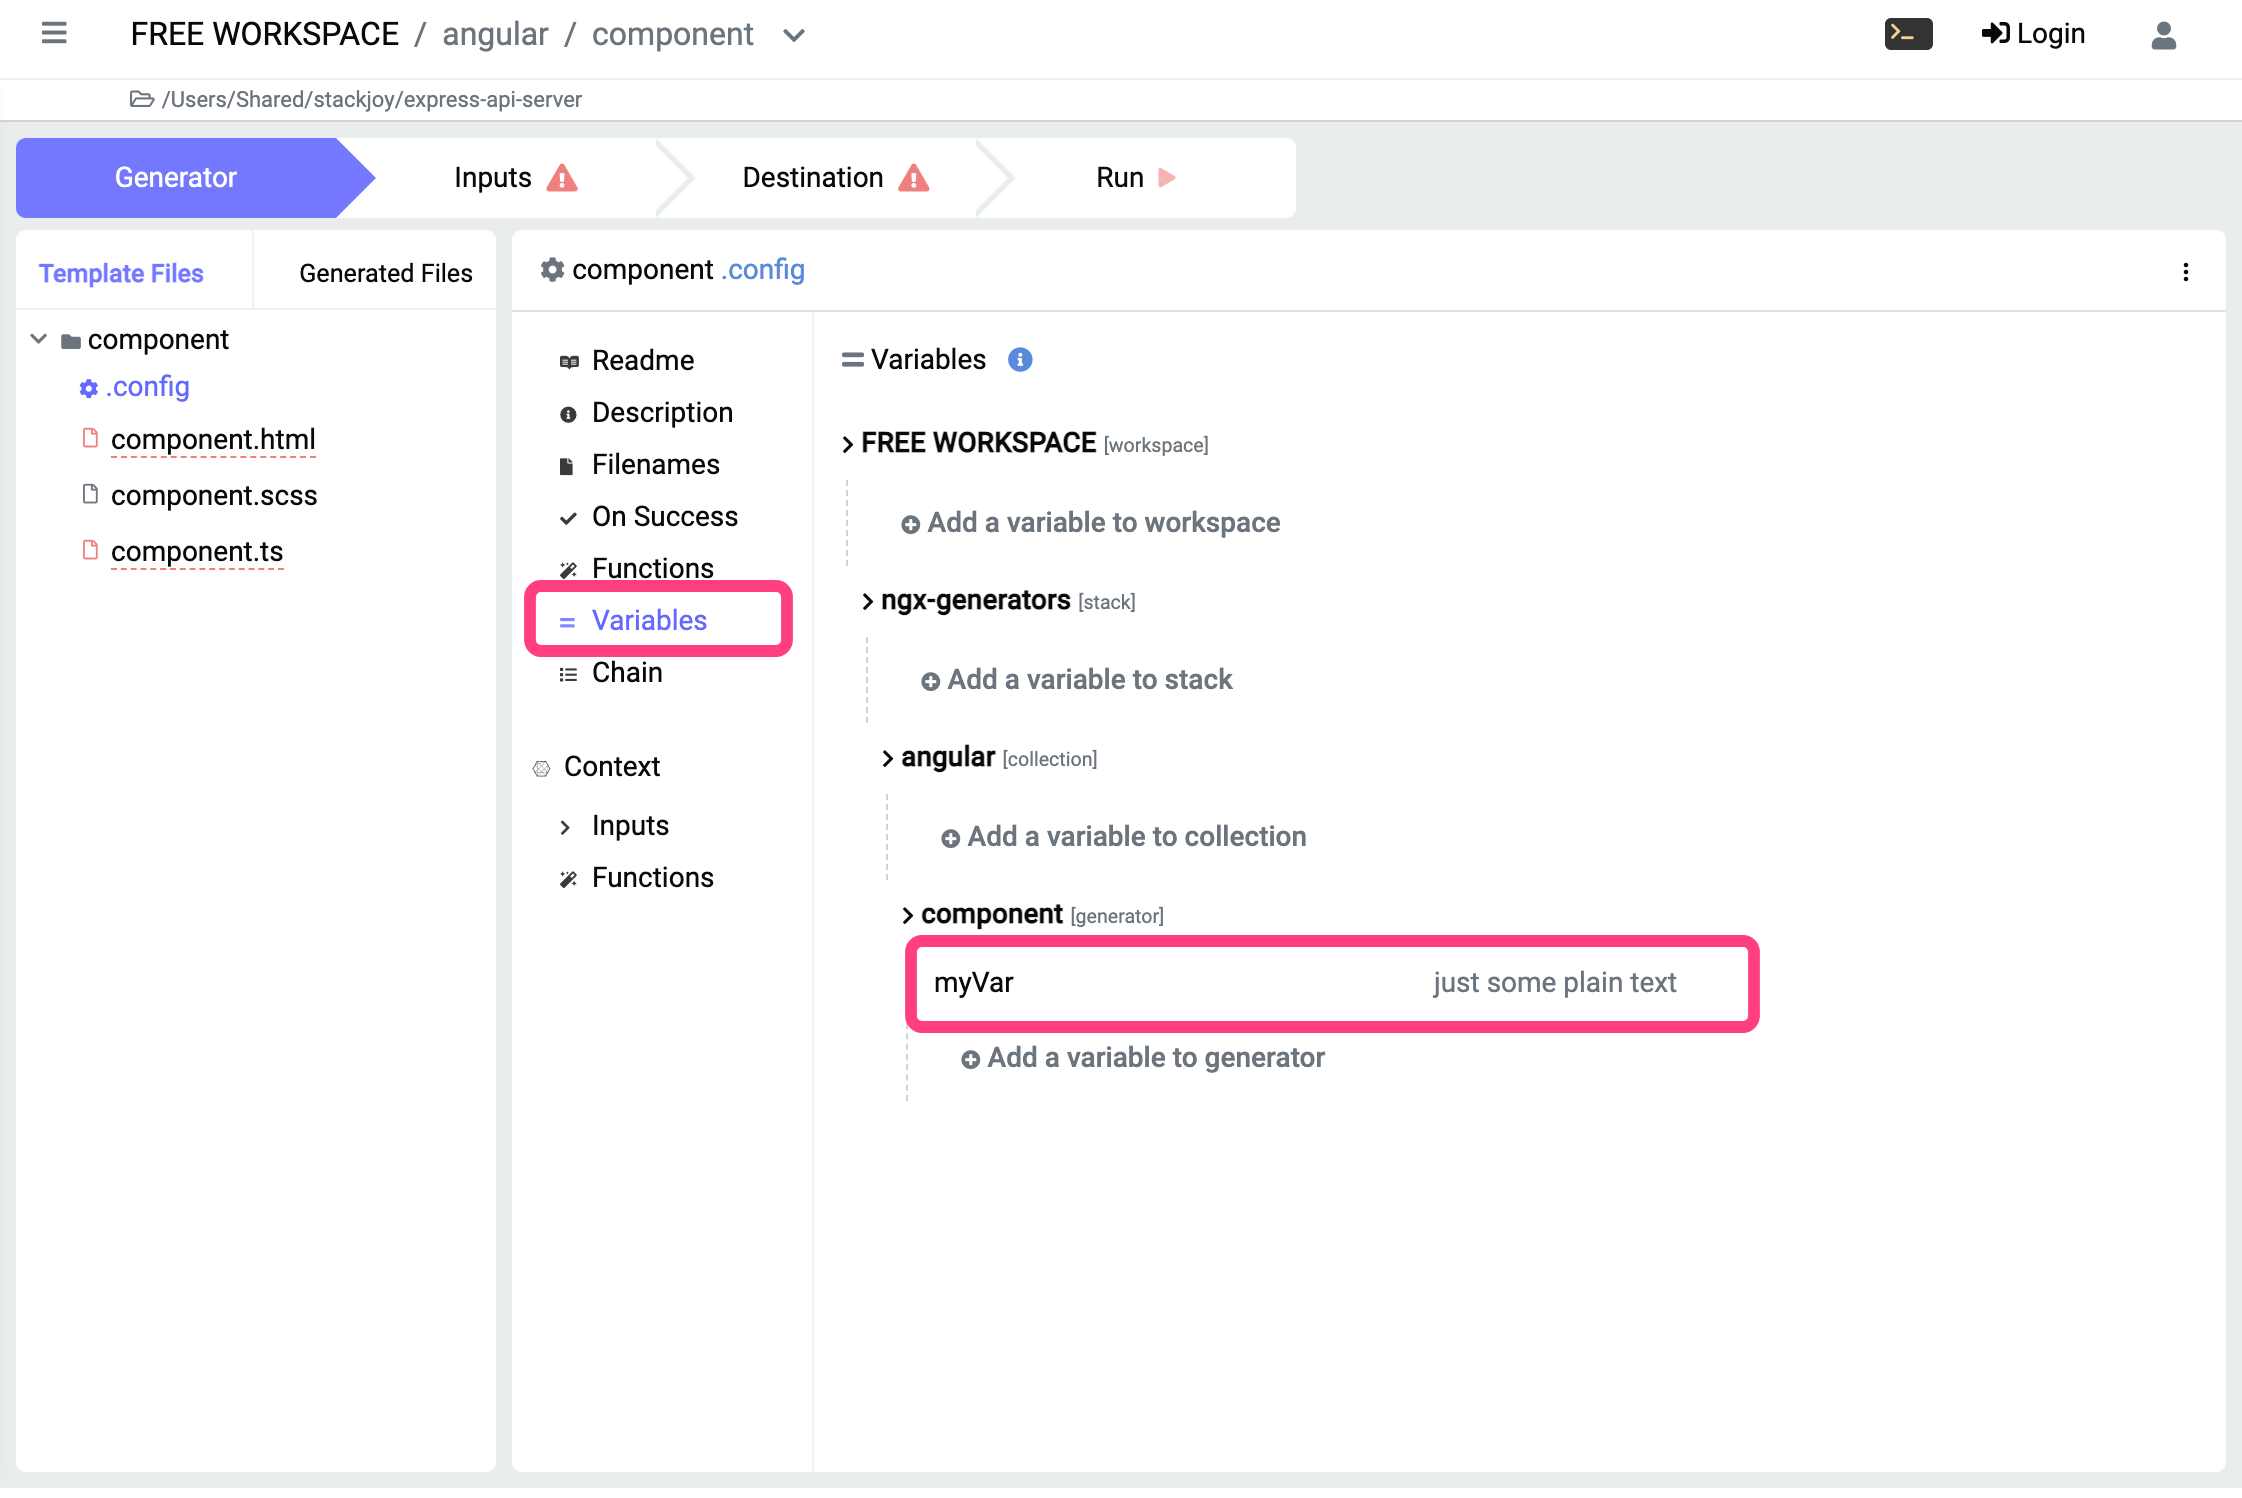 FREE WORKSPACE / angular / component
Login
/Users/Shared/stackjoy/express-api-server
Generator
Inputs
Destination
Run
Template Files
Generated Files
component
.config
component.html
component.scss
component.ts
component .config
Readme
Description
Filenames
On Success
Functions
Variables
Chain
Context
Inputs
Functions
Variables
FREE WORKSPACE [workspace]
Add a variable to workspace
ngx-generators [stack]
Add a variable to stack
angular [collection]
Add a variable to collection
component [generator]
myVar just some plain text
Add a variable to generator